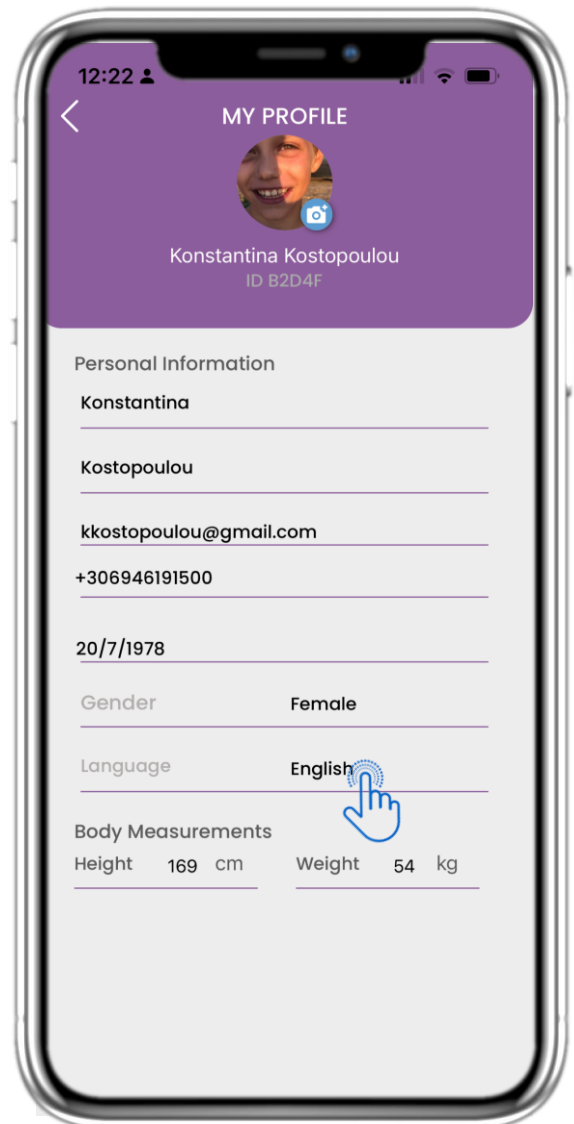 12:22
MY PROFILE
Konstantina Kostopoulou
ID B2D4F
Personal Information
Konstantina
Kostopoulou
kkostopoulou@gmail.com
+306946191500
20/7/1978
Gender Female
Language English
Body Measurements
Height 169 cm Weight 54 kg